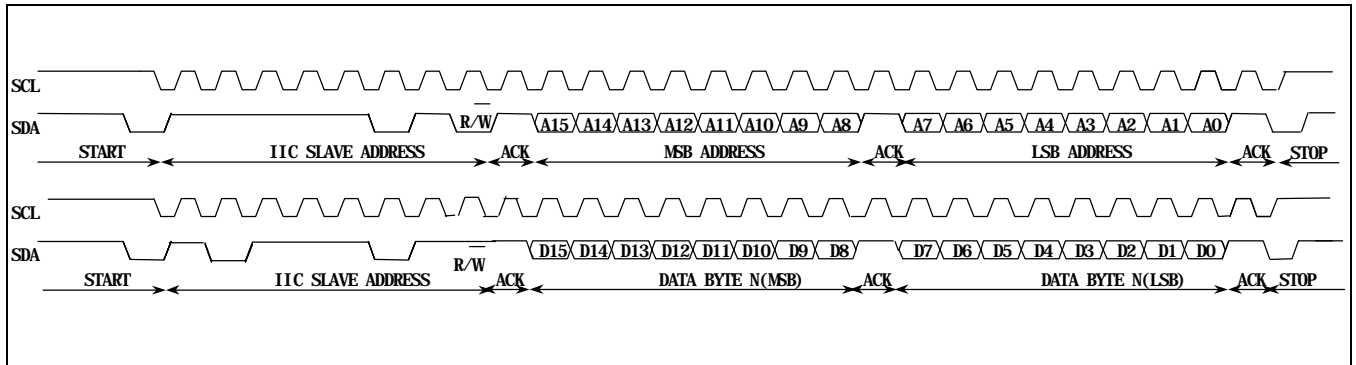 SCL
SDA R/W A15 A14 A13 A12 A11 A10 A9 A8 A7 A6 A5 A4 A3 A2 A1 A0
START IIC SLAVE ADDRESS ACK MSB ADDRESS ACK LSB ADDRESS ACK STOP
SCL
SDA R/W D15 D14 D13 D12 D11 D10 D9 D8 D7 D6 D5 D4 D3 D2 D1 D0
START IIC SLAVE ADDRESS ACK DATA BYTE N(MSB) ACK DATA BYTE N(LSB) ACK STOP